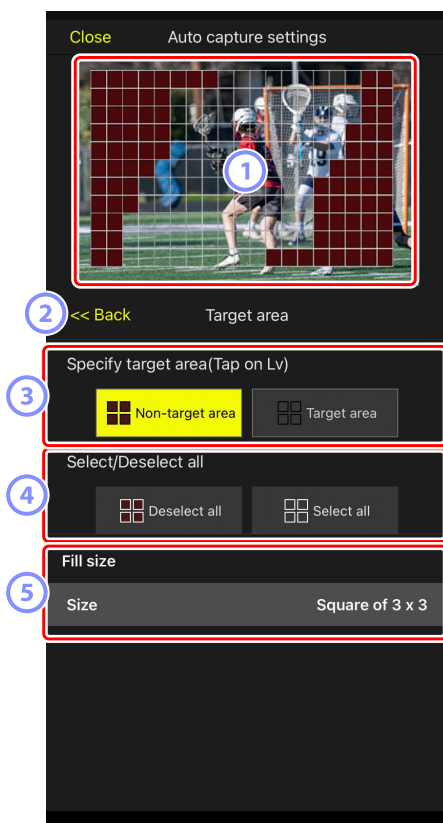 Close Auto capture settings
1
2 << Back Target area
Specify target area(Tap on Lv)
3 Non-target area Target area
Select/Deselect all
4 Deselect all Select all
Fill size
5 Size Square of 3 x 3